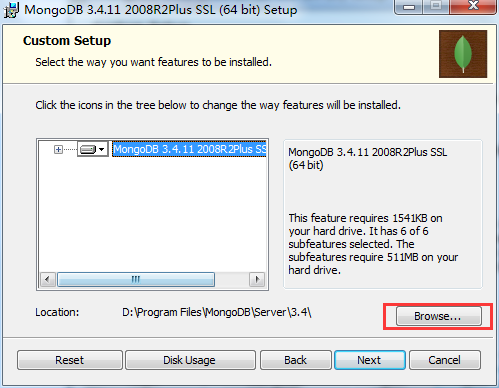 MongoDB 3.4.11 2008R2Plus SSL (64 bit) Setup
Custom Setup
Select the way you want features to be installed.
Click the icons in the tree below to change the way features will be installed.
MongoDB 3.4.11 2008R2Plus SS
MongoDB 3.4.11 2008R2Plus SSL
(64 bit)
This feature requires 1541KB on
your hard drive. It has 6 of 6
subfeatures selected. The
subfeatures require 511MB on your
hard drive.
Location: D:\Program Files\MongoDB\Server\3.4\
Browse...
Reset Disk Usage Back Next Cancel